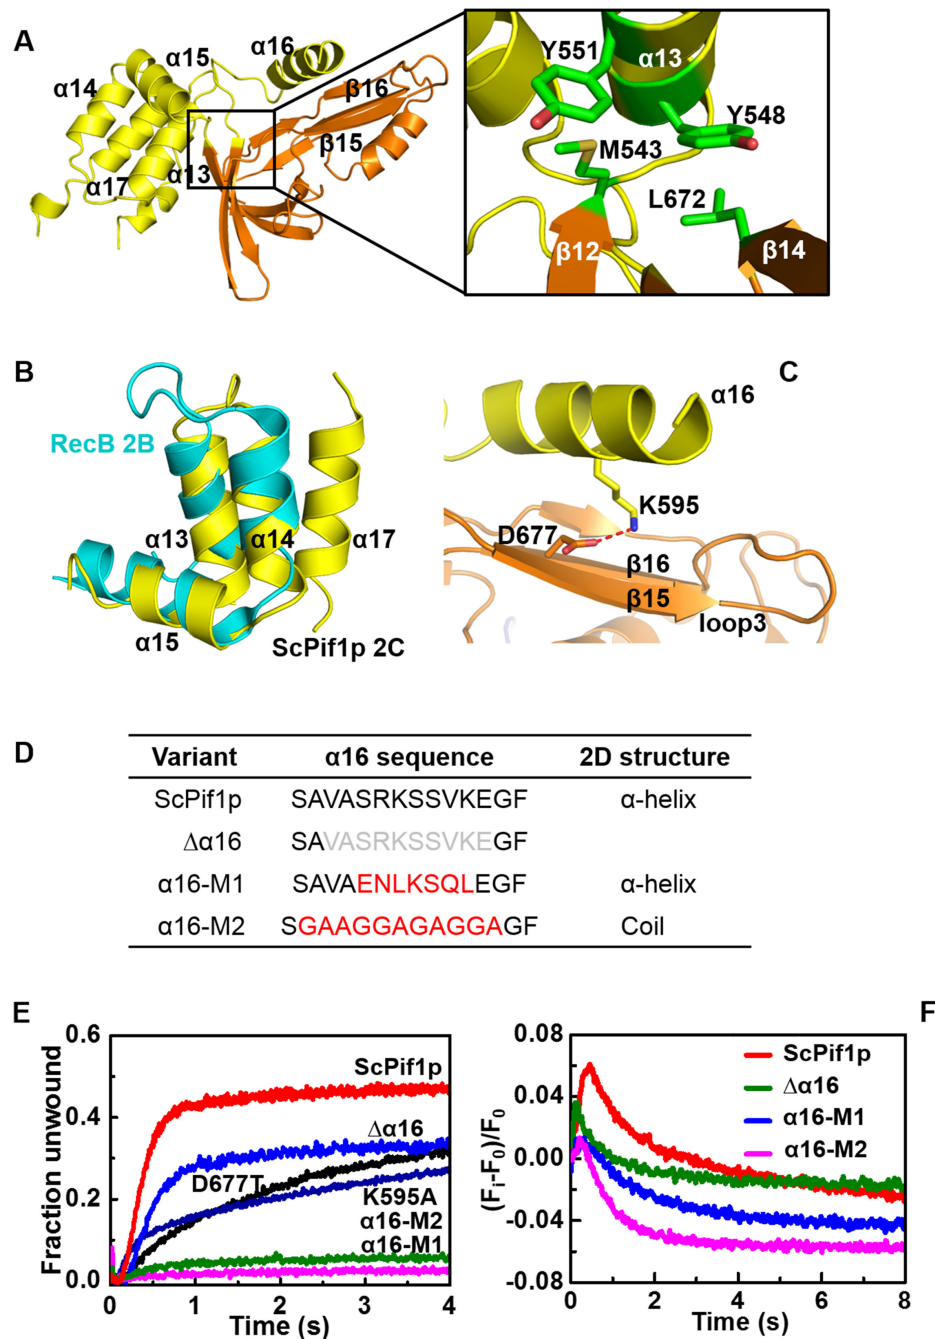 A
α14
α15
α16
β16
β15
α17
α13
Y551
α13
Y548
M543
L672
β12
β14
B
RecB 2B
α13
α14
α17
α15
ScPif1p 2C
C
α16
K595
D677
β16
β15
loop3
D
Variant α16 sequence 2D structure
ScPif1p SAVASRKSSVKEGF α-helix
Δα16 SAVASRKSSVKEGF
α16-M1 SAVAENLKSQLEGF α-helix
α16-M2 SGAAGGAGAGGAGF Coil
E
Fraction unwound
0.6
0.4
0.2
0.0
0 1 2 3 4
Time (s)
ScPif1p
Δα16
D677T
K595A
α16-M2
α16-M1
F
(Fi-F0)/F0
0.08
0.04
0.00
-0.04
-0.08
0 2 4 6 8
Time (s)
ScPif1p
Δα16
α16-M1
α16-M2